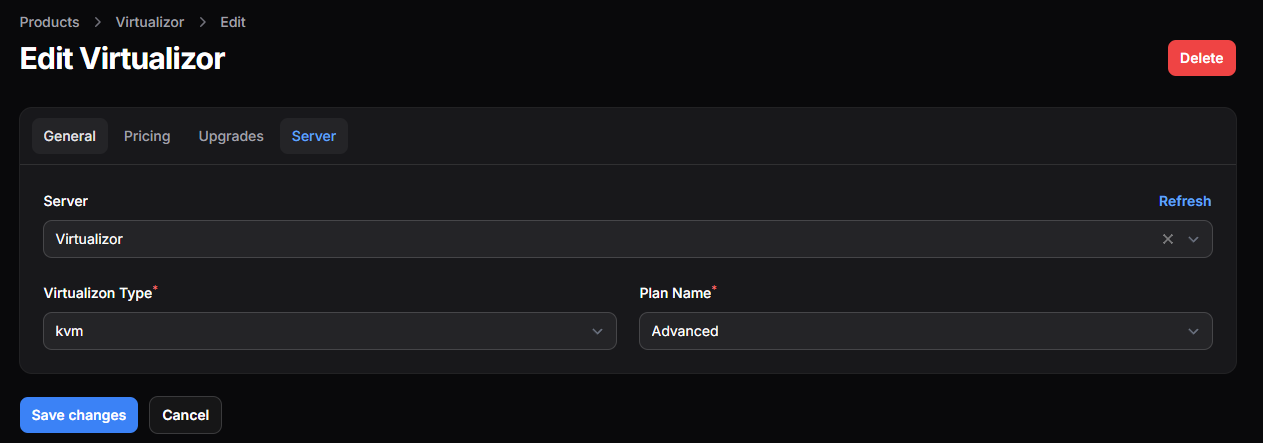 Products > Virtualizor > Edit
Edit Virtualizor
Delete
General Pricing Upgrades Server
Server Refresh
Virtualizor
Virtualizon Type* Plan Name*
kvm Advanced
Save changes Cancel